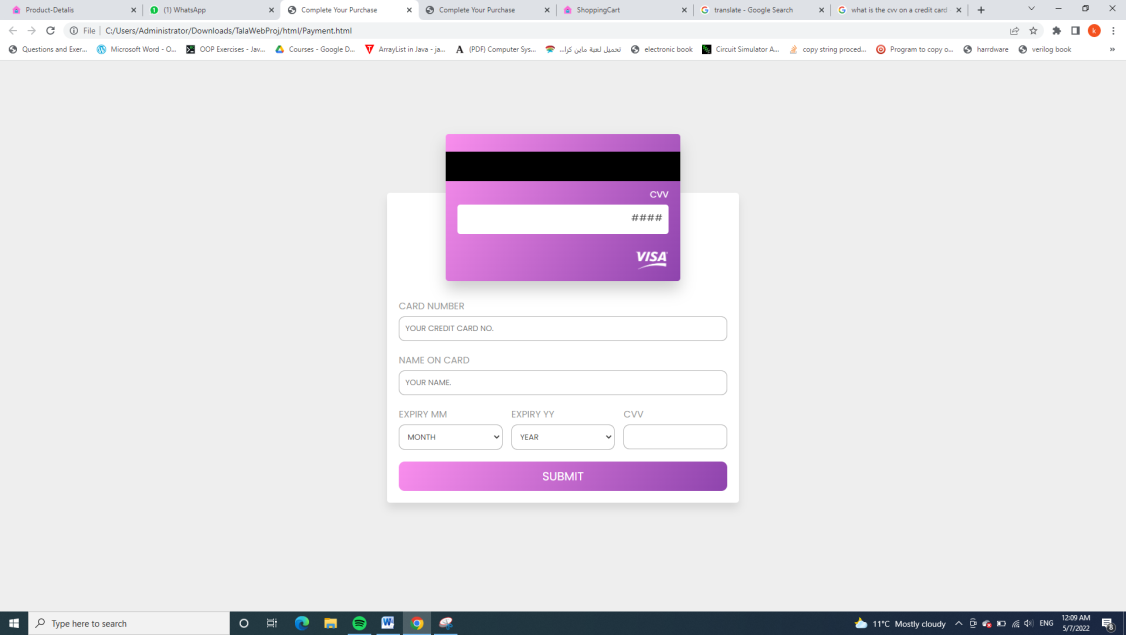 Product-Detalis
(1) WhatsApp
Complete Your Purchase
Complete Your Purchase
ShoppingCart
translate - Google Search
what is the cvv on a credit card
File | C:/Users/Administrator/Downloads/TalaWebProj/html/Payment.html
k
Questions and Exer...
Microsoft Word - O...
OOP Exercises - Jav...
Courses - Google D...
ArrayList in Java - ja...
(PDF) Computer Sys...
تحميل لعبة ماين كرا...
electronic book
Circuit Simulator A...
copy string proced...
Program to copy o...
harrdware
verilog book
»
CVV
####
VISA
CARD NUMBER
YOUR CREDIT CARD NO.
NAME ON CARD
YOUR NAME.
EXPIRY MM EXPIRY YY CVV
MONTH YEAR
SUBMIT
Type here to search
11°C Mostly cloudy
ENG
12:09 AM
5/7/2022
8